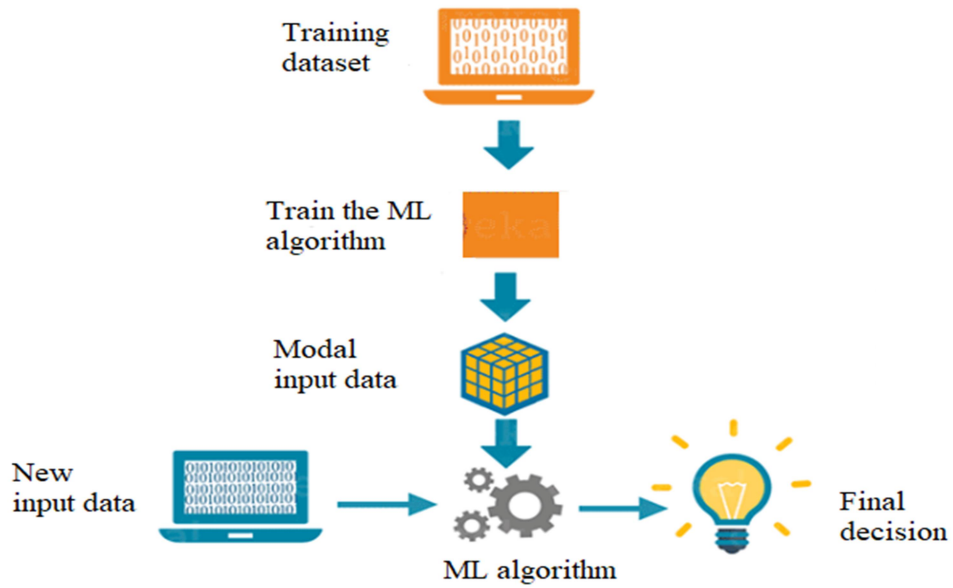 Training
dataset
Train the ML
algorithm
Modal
input data
New
input data
ML algorithm
Final
decision